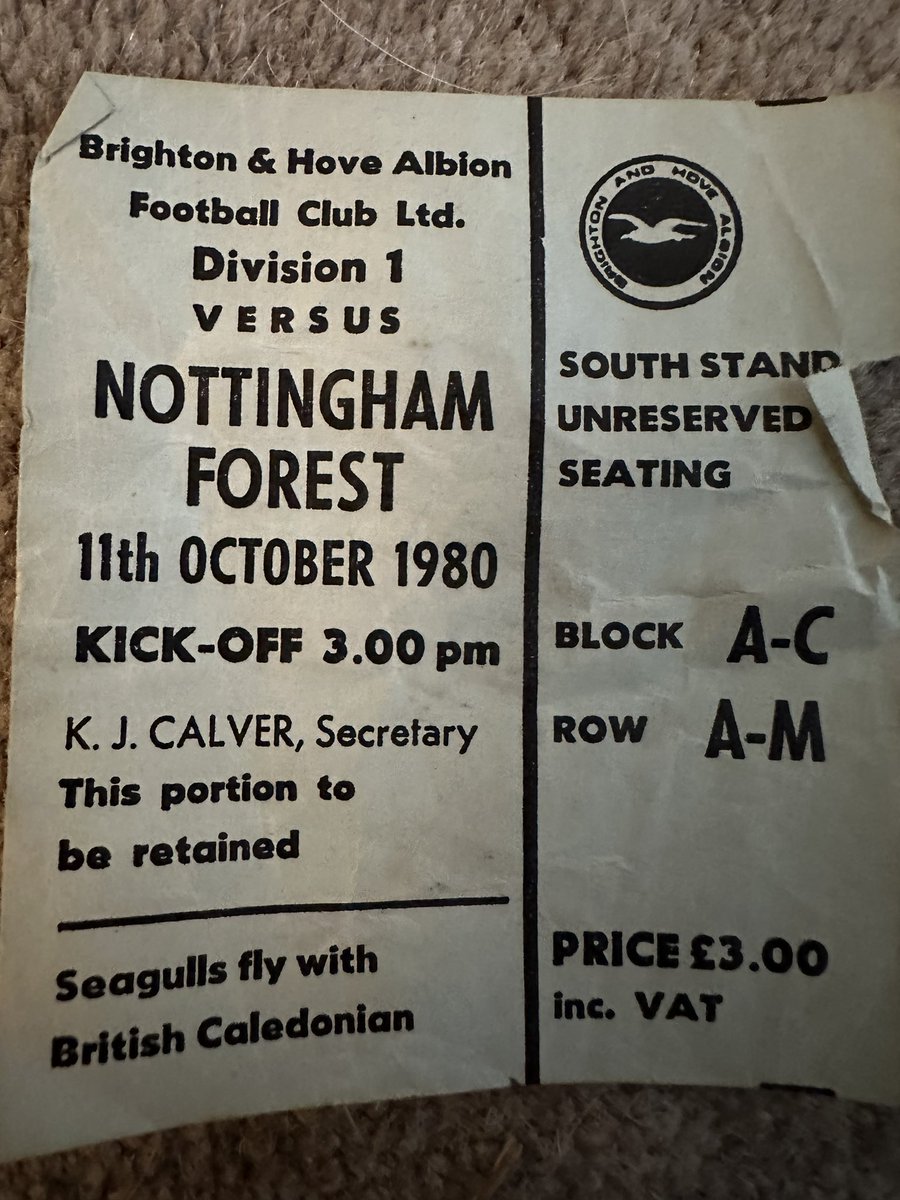 Brighton & Hove Albion
Football Club Ltd.
Division 1
VERSUS
NOTTINGHAM
FOREST
11th OCTOBER 1980
KICK-OFF 3.00 pm
K. J. CALVER, Secretary
This portion to
be retained
Seagulls fly with
British Caledonian
BRIGHTON AND HOVE ALBION
SOUTH STAND
UNRESERVED
SEATING
BLOCK A-C
ROW A-M
PRICE £3.00
inc. VAT